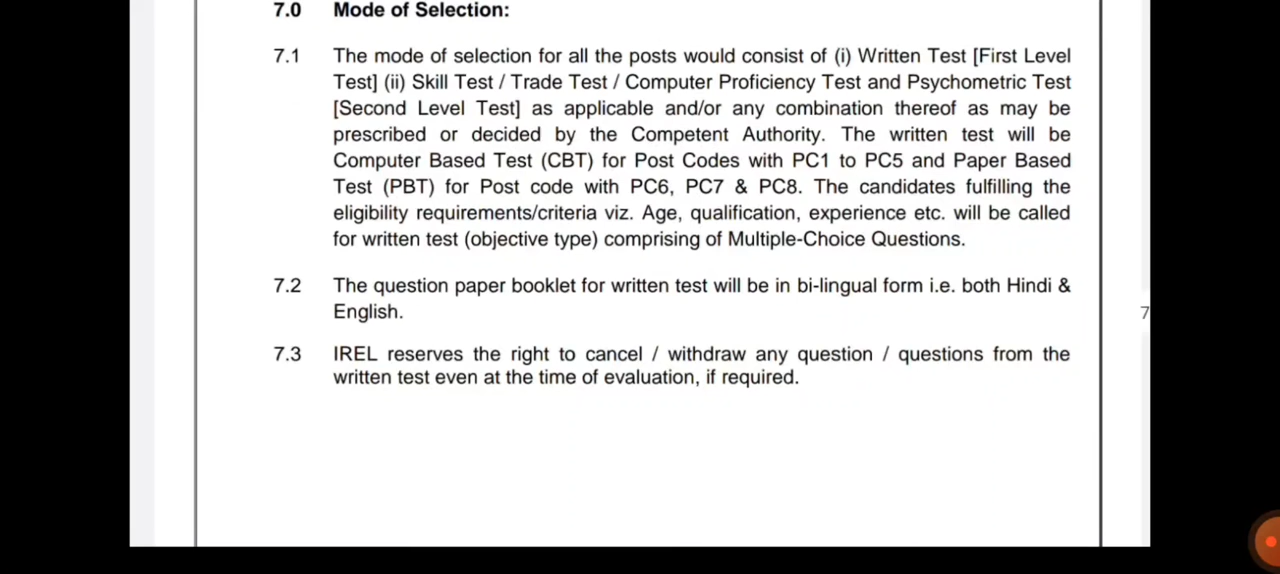 7.0 Mode of Selection:
7.1 The mode of selection for all the posts would consist of (i) Written Test [First Level
Test] (ii) Skill Test / Trade Test / Computer Proficiency Test and Psychometric Test
[Second Level Test] as applicable and/or any combination thereof as may be
prescribed or decided by the Competent Authority. The written test will be
Computer Based Test (CBT) for Post Codes with PC1 to PC5 and Paper Based
Test (PBT) for Post code with PC6, PC7 & PC8. The candidates fulfilling the
eligibility requirements/criteria viz. Age, qualification, experience etc. will be called
for written test (objective type) comprising of Multiple-Choice Questions.
7.2 The question paper booklet for written test will be in bi-lingual form i.e. both Hindi &
English.
7
7.3 IREL reserves the right to cancel / withdraw any question / questions from the
written test even at the time of evaluation, if required.